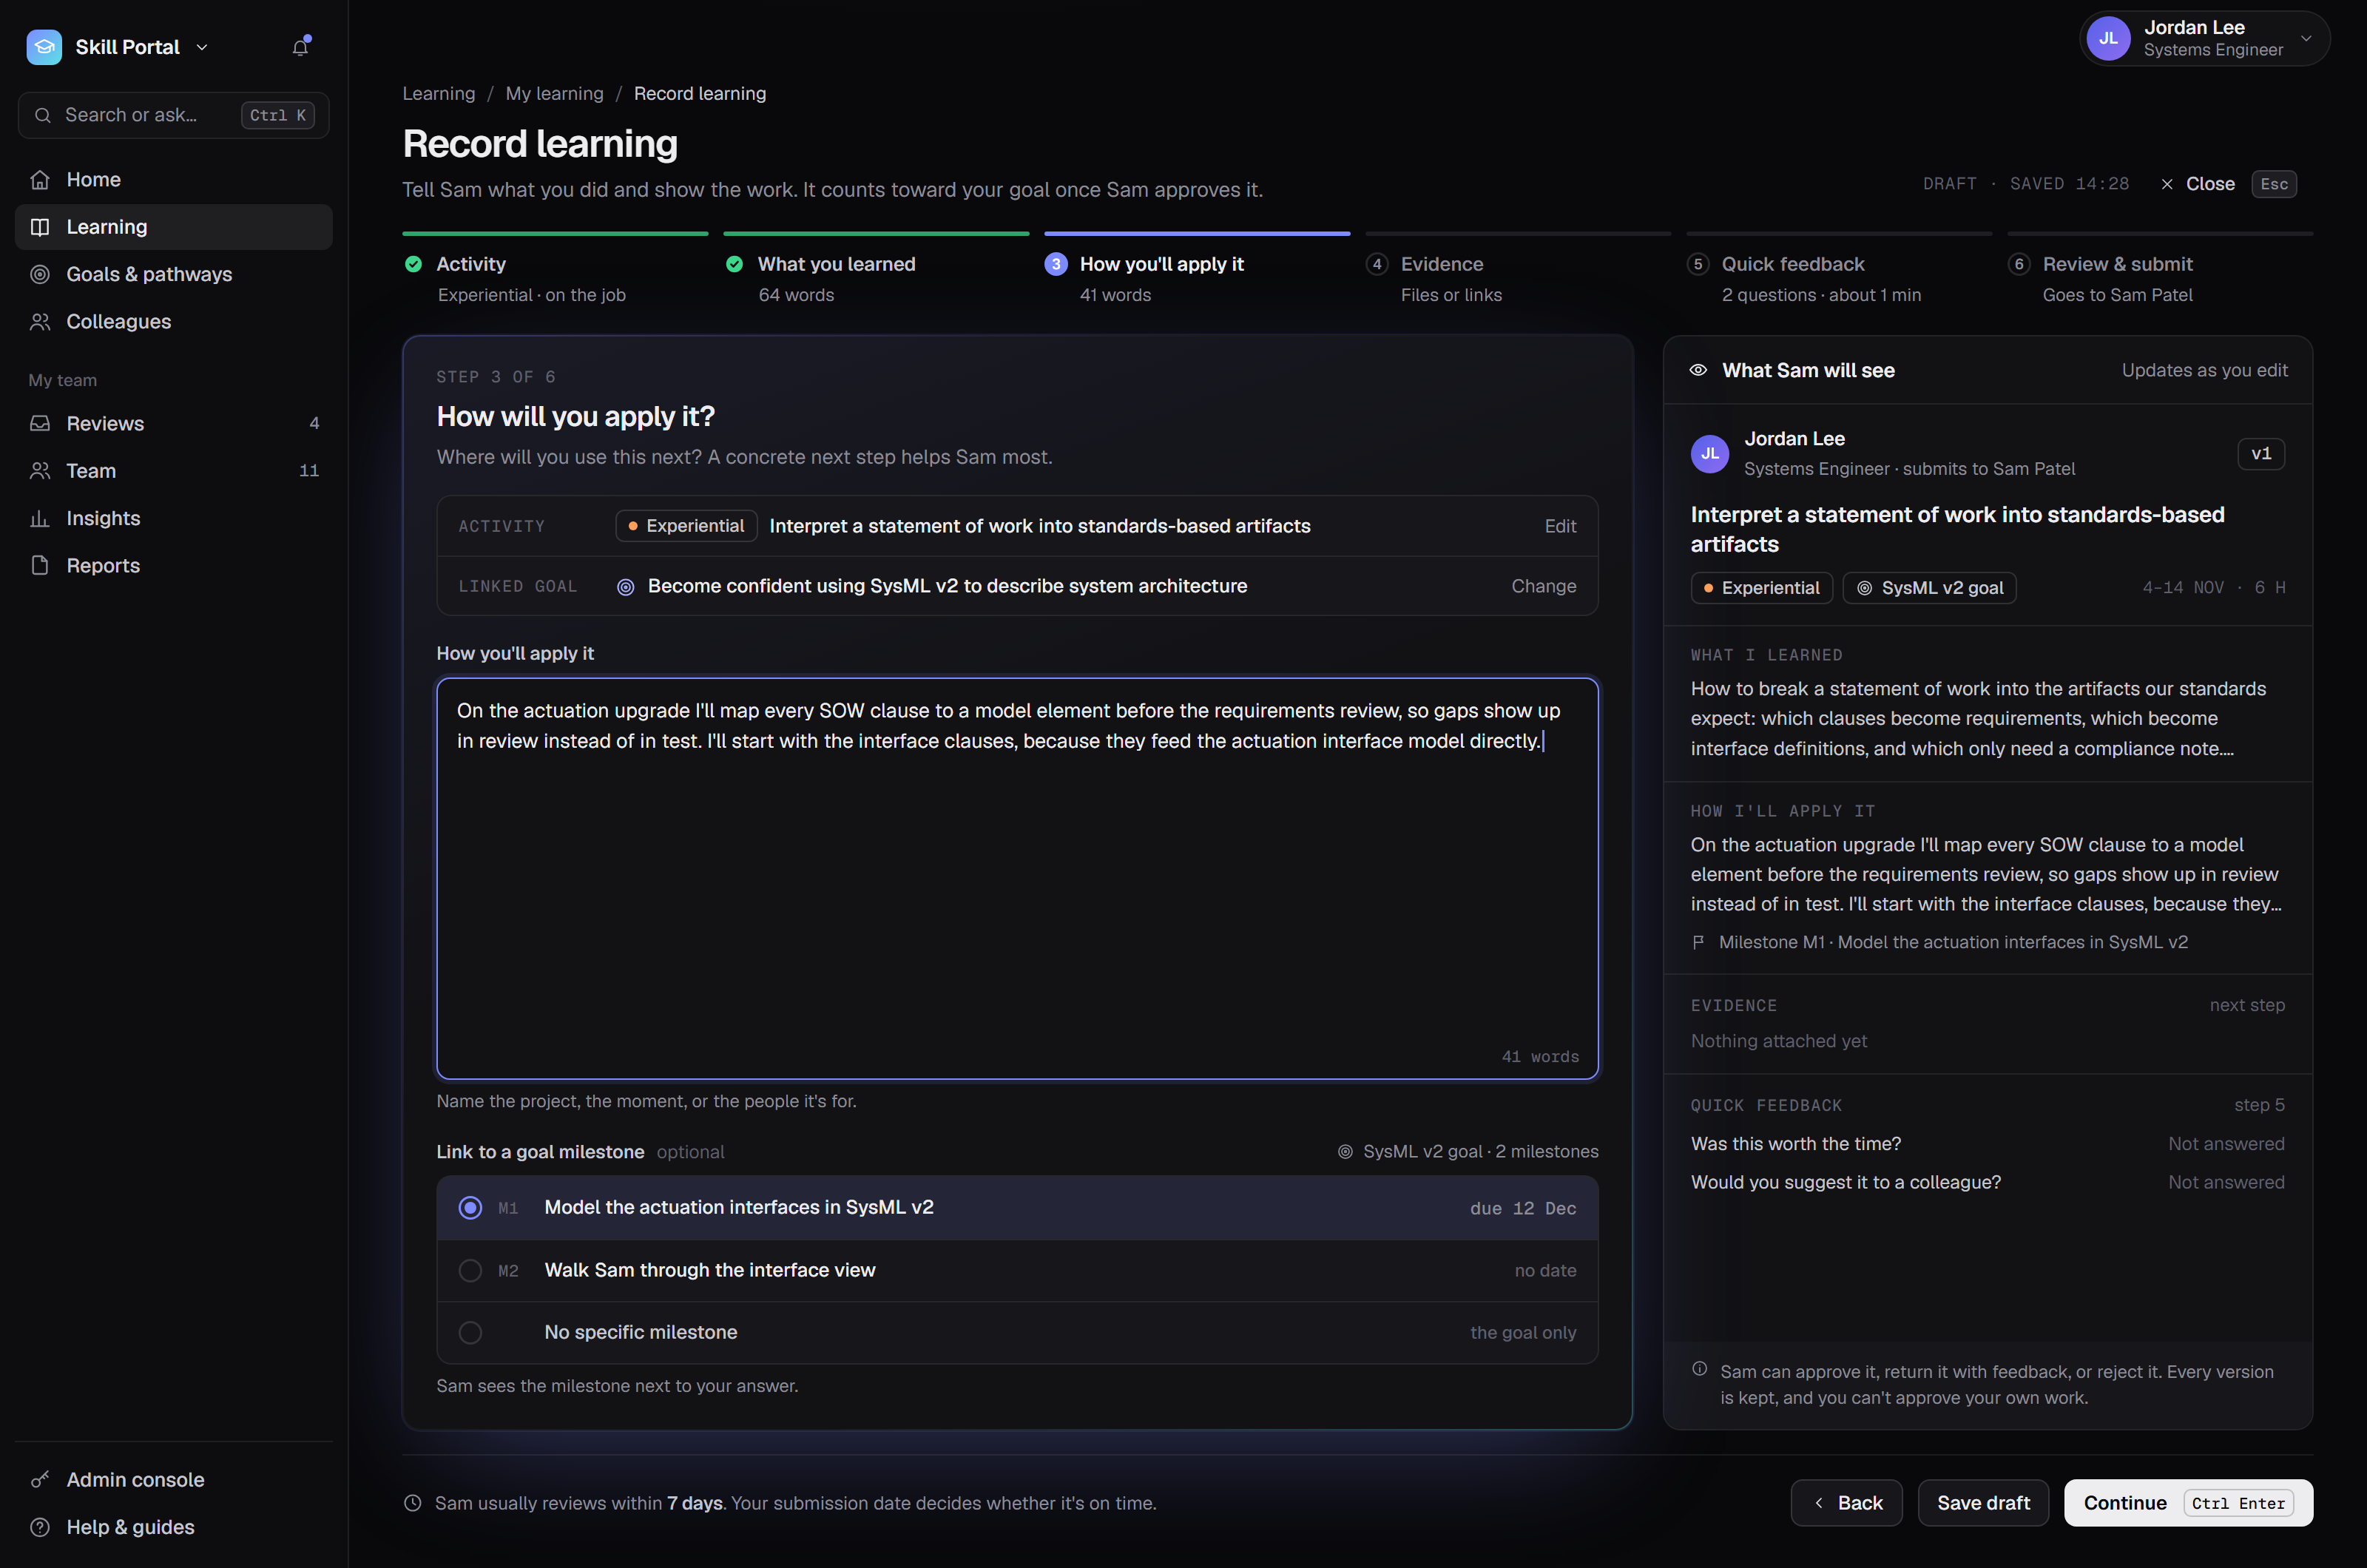 Skill Portal
Search or ask...
Ctrl K
Home
Learning
Goals & pathways
Colleagues
My team
Reviews 4
Team 11
Insights
Reports
Admin console
Help & guides
JL
Jordan Lee
Systems Engineer
Learning / My learning / Record learning
Record learning
Tell Sam what you did and show the work. It counts toward your goal once Sam approves it.
DRAFT · SAVED 14:28
Close Esc
Activity
Experiential · on the job
What you learned
64 words
3 How you'll apply it
41 words
4 Evidence
Files or links
5 Quick feedback
2 questions · about 1 min
6 Review & submit
Goes to Sam Patel
STEP 3 OF 6
How will you apply it?
Where will you use this next? A concrete next step helps Sam most.
ACTIVITY Experiential Interpret a statement of work into standards-based artifacts Edit
LINKED GOAL Become confident using SysML v2 to describe system architecture Change
How you'll apply it
On the actuation upgrade I'll map every SOW clause to a model element before the requirements review, so gaps show up
in review instead of in test. I'll start with the interface clauses, because they feed the actuation interface model directly.
41 words
Name the project, the moment, or the people it's for.
Link to a goal milestone optional
SysML v2 goal · 2 milestones
M1 Model the actuation interfaces in SysML v2 due 12 Dec
M2 Walk Sam through the interface view no date
No specific milestone the goal only
Sam sees the milestone next to your answer.
What Sam will see
Updates as you edit
JL
Jordan Lee
Systems Engineer · submits to Sam Patel
v1
Interpret a statement of work into standards-based
artifacts
Experiential
SysML v2 goal
4–14 NOV · 6 H
WHAT I LEARNED
How to break a statement of work into the artifacts our standards
expect: which clauses become requirements, which become
interface definitions, and which only need a compliance note....
HOW I'LL APPLY IT
On the actuation upgrade I'll map every SOW clause to a model
element before the requirements review, so gaps show up in review
instead of in test. I'll start with the interface clauses, because they...
Milestone M1 · Model the actuation interfaces in SysML v2
EVIDENCE next step
Nothing attached yet
QUICK FEEDBACK step 5
Was this worth the time? Not answered
Would you suggest it to a colleague? Not answered
Sam can approve it, return it with feedback, or reject it. Every version
is kept, and you can't approve your own work.
Sam usually reviews within 7 days. Your submission date decides whether it's on time.
Back
Save draft
Continue Ctrl Enter